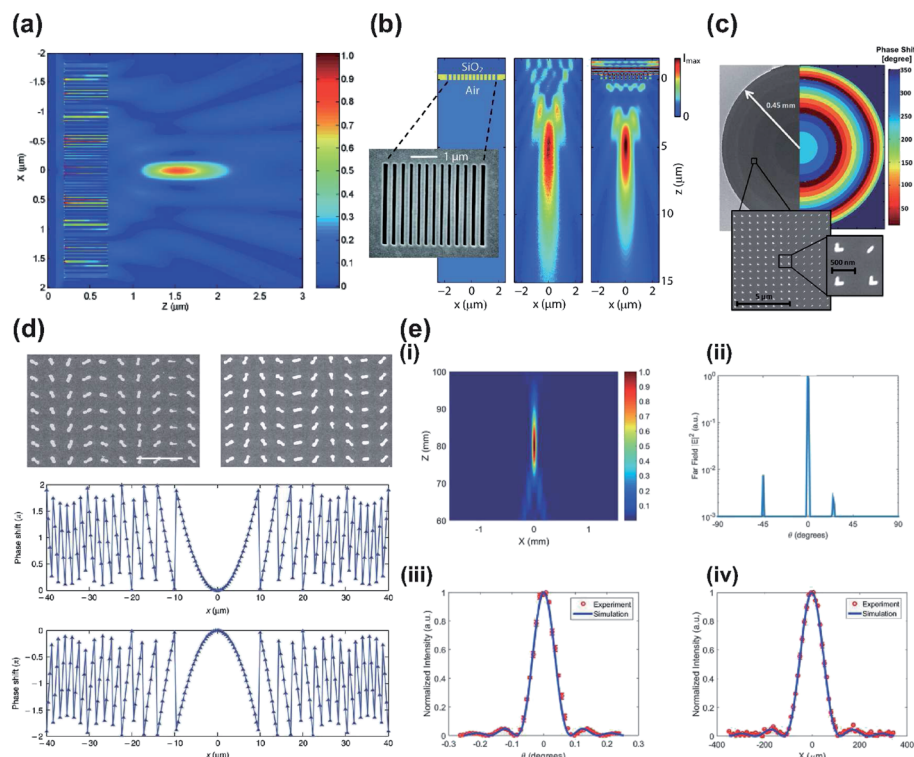 (a)
-2
-1.5
-1
-0.5
0
0.5
1
1.5
2
X (μm)
0
0.5
1
1.5
2
2.5
3
Z (μm)
1.0
0.9
0.8
0.7
0.6
0.5
0.4
0.3
0.2
0.1
0
(b)
SiO2
Air
1 μm
Imax
0
0
5
10
15
z (μm)
-2 0 2
x (μm)
-2 0 2
x (μm)
-2 0 2
x (μm)
(c)
Phase Shift
[degree]
350
300
250
200
150
100
50
0.45 mm
500 nm
5 μm
(d)
2
1.5
1
0.5
0
Phase shift (π)
-40 -30 -20 -10 0 10 20 30 40
x (μm)
0
-0.5
-1
-1.5
-2
Phase shift (π)
-40 -30 -20 -10 0 10 20 30 40
x (μm)
(e)
(i)
100
90
80
70
60
Z (mm)
-1 0 1
X (mm)
1.0
0.9
0.8
0.7
0.6
0.5
0.4
0.3
0.2
0.1
(ii)
10^0
10^-1
10^-2
10^-3
Far Field |E|^2 (a.u.)
-90 -45 0 45 90
θ (degrees)
(iii)
1
0.8
0.6
0.4
0.2
0
Normalized Intensity (a.u.)
Experiment
Simulation
-0.3 -0.2 -0.1 0 0.1 0.2 0.3
θ (degrees)
(iv)
1
0.8
0.6
0.4
0.2
0
Normalized Intensity (a.u.)
Experiment
Simulation
-400 -200 0 200 400
X (μm)